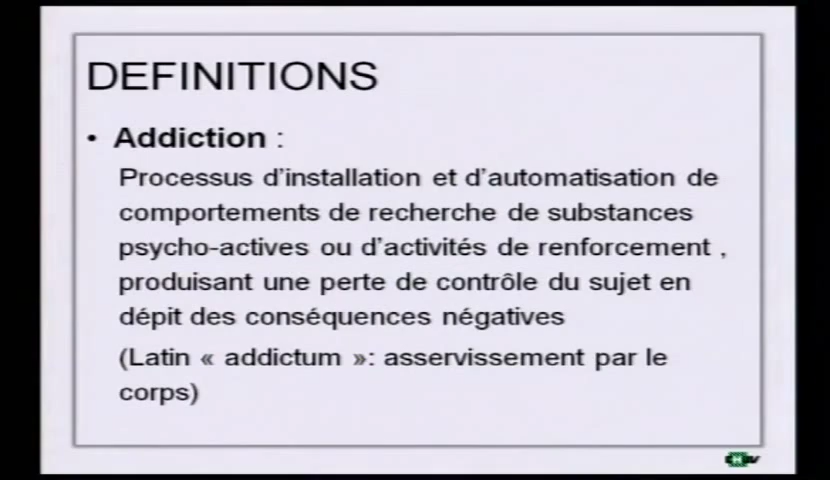 DEFINITIONS
• Addiction :
Processus d'installation et d'automatisation de
comportements de recherche de substances
psycho-actives ou d'activités de renforcement ,
produisant une perte de contrôle du sujet en
dépit des conséquences négatives
(Latin « addictum »: asservissement par le
corps)